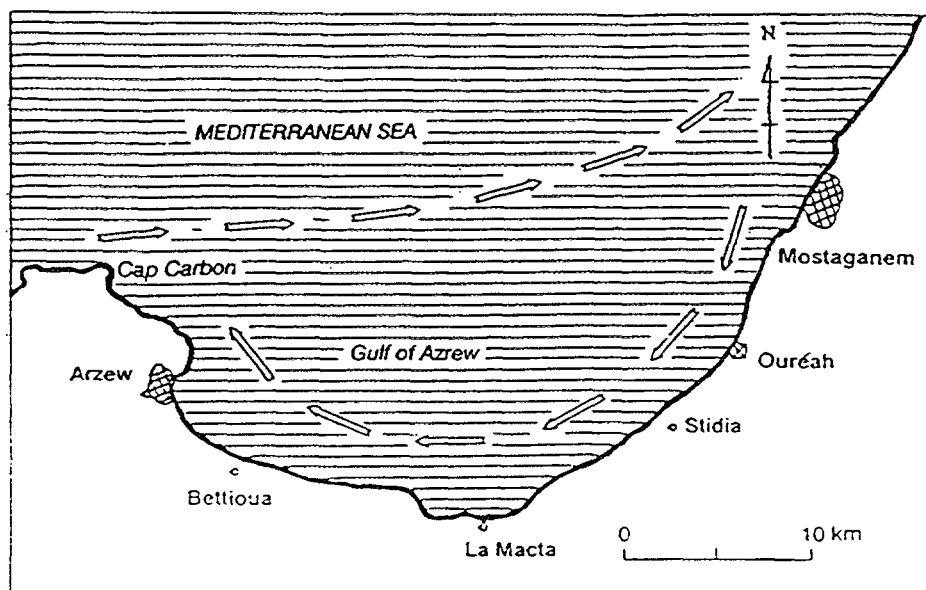 N
MEDITERRANEAN SEA
Cap Carbon
Mostaganem
Gulf of Azrew
Ouréah
Arzew
Stidia
Bettioua
La Macta
0 10 km